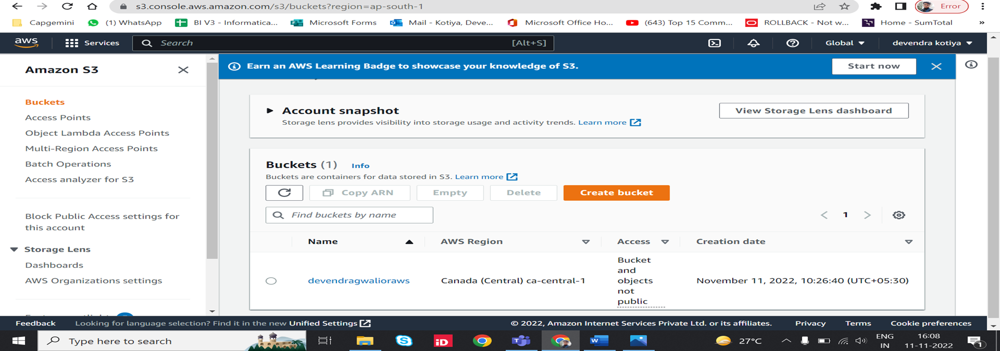 s3.console.aws.amazon.com/s3/buckets?region=ap-south-1
Error
Capgemini
(1) WhatsApp
BI V3 - Informatica...
Microsoft Forms
Mail - Kotiya, Deve...
Microsoft Office Ho...
(643) Top 15 Comm...
ROLLBACK - Not w...
Home - SumTotal
»
aws
Services
Search
[Alt+S]
Global
devendra kotiya
Amazon S3
Buckets
Access Points
Object Lambda Access Points
Multi-Region Access Points
Batch Operations
Access analyzer for S3
Block Public Access settings for
this account
Storage Lens
Dashboards
AWS Organizations settings
Earn an AWS Learning Badge to showcase your knowledge of S3.
Start now
Account snapshot
Storage lens provides visibility into storage usage and activity trends. Learn more
View Storage Lens dashboard
Buckets (1) Info
Buckets are containers for data stored in S3. Learn more
Copy ARN
Empty
Delete
Create bucket
Find buckets by name
1
Name
AWS Region
Access
Creation date
devendragwalioraws
Canada (Central) ca-central-1
Bucket
and
objects
not
public
November 11, 2022, 10:26:40 (UTC+05:30)
Feedback
Looking for language selection? Find it in the new Unified Settings
© 2022, Amazon Internet Services Private Ltd. or its affiliates.
Privacy
Terms
Cookie preferences
Type here to search
iD
W
27°C
ENG
IN
16:08
11-11-2022
1